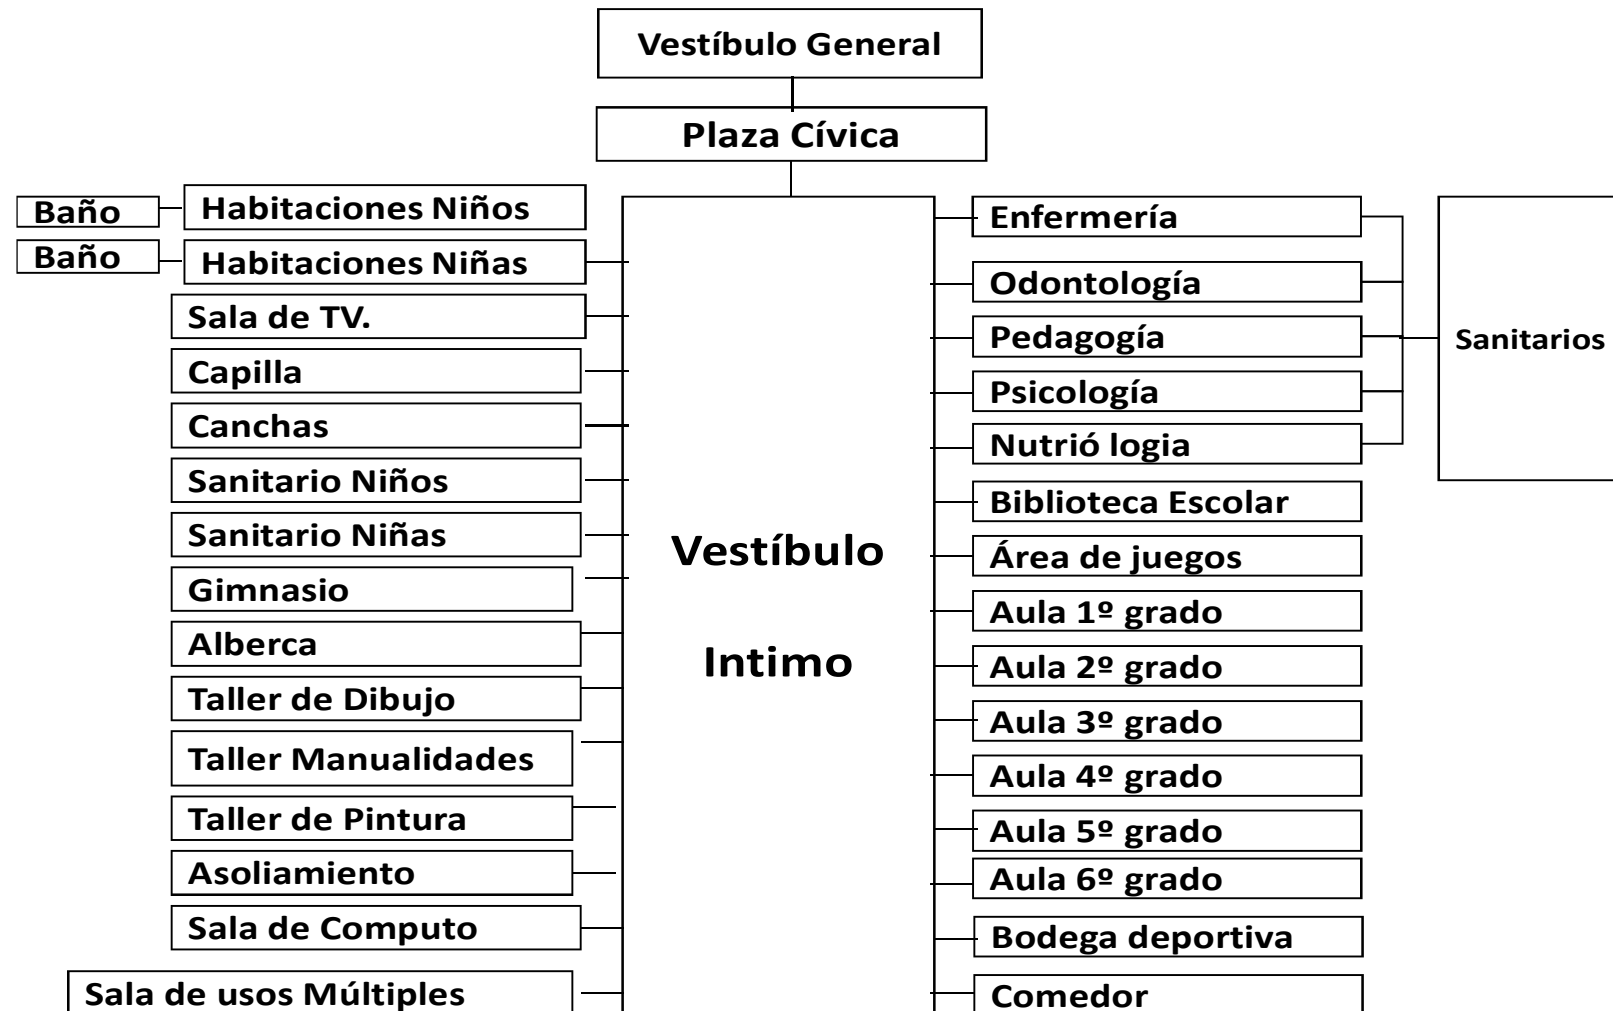 Vestíbulo General
Plaza Cívica
Baño
Habitaciones Niños
Baño
Habitaciones Niñas
Sala de TV.
Capilla
Canchas
Sanitario Niños
Sanitario Niñas
Gimnasio
Alberca
Taller de Dibujo
Taller Manualidades
Taller de Pintura
Asoliamiento
Sala de Computo
Sala de usos Múltiples
Vestíbulo
Intimo
Enfermería
Odontología
Pedagogía
Psicología
Nutrió logia
Biblioteca Escolar
Área de juegos
Aula 1º grado
Aula 2º grado
Aula 3º grado
Aula 4º grado
Aula 5º grado
Aula 6º grado
Bodega deportiva
Comedor
Sanitarios